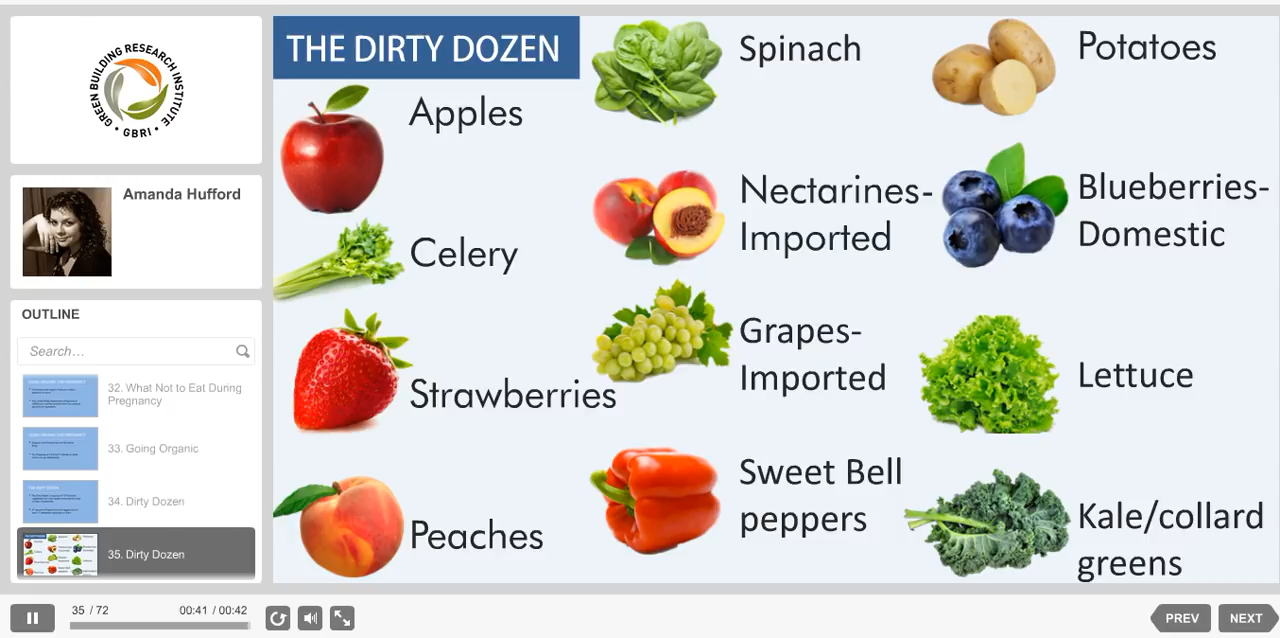 GREEN BUILDING RESEARCH INSTITUTE
• GBRI •
Amanda Hufford
OUTLINE
Search...
32. What Not to Eat During
Pregnancy
33. Going Organic
34. Dirty Dozen
35. Dirty Dozen
THE DIRTY DOZEN
Apples
Celery
Strawberries
Peaches
Spinach
Nectarines-
Imported
Grapes-
Imported
Sweet Bell
peppers
Potatoes
Blueberries-
Domestic
Lettuce
Kale/collard
greens
35 / 72
00:41 / 00:42
PREV
NEXT